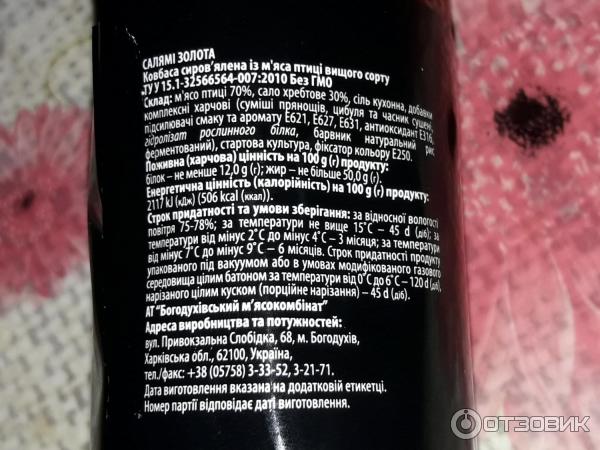 САЛЯМІ ЗОЛОТА
Ковбаса сиров'ялена із м'яса птиці вищого сорту
ТУ У 15.1-32566564-007:2010 Без ГМО
Склад: м'ясо птиці 70%, сало хребтове 30%, сіль кухонна, добавки
комплексні харчові (суміші прянощів, цибуля та часник сушені,
підсилювачі смаку та аромату Е621, Е627, Е631, антиоксидант Е316,
гідролізат рослинного білка, барвник натуральний рис
ферментований), стартова культура, фіксатор кольору Е250.
Поживна (харчова) цінність на 100 g (г) продукту:
білок – не менше 12,0 g (г); жир – не більше 50,0 g (г).
Енергетична цінність (калорійність) на 100 g (г) продукту:
2117 kJ (кДж) (506 kcal (ккал)).
Строк придатності та умови зберігання: за відносної вологості
повітря 75-78%; за температури не вище 15˚С – 45 d (діб); за
температури від мінус 2˚С до мінус 4˚С – 3 місяця; за температури
від мінус 7˚С до мінус 9˚С – 6 місяців. Строк придатності продукту
упакованого під вакуумом або в умовах модифікованого газового
середовища цілим батоном за температури від 0˚С до 6˚С – 120 d (діб),
нарізаного цілим куском (порційне нарізання) – 45 d (діб).
АТ "Богодухівський м'ясокомбінат"
Адреса виробництва та потужностей:
вул. Привокзальна Слобідка, 68, м. Богодухів,
Харківська обл., 62100, Україна,
тел./факс: +38 (05758) 3-33-52, 3-21-71.
Дата виготовлення вказана на додатковій етикетці.
Номер партії відповідає даті виготовлення.
ОТЗОВИК